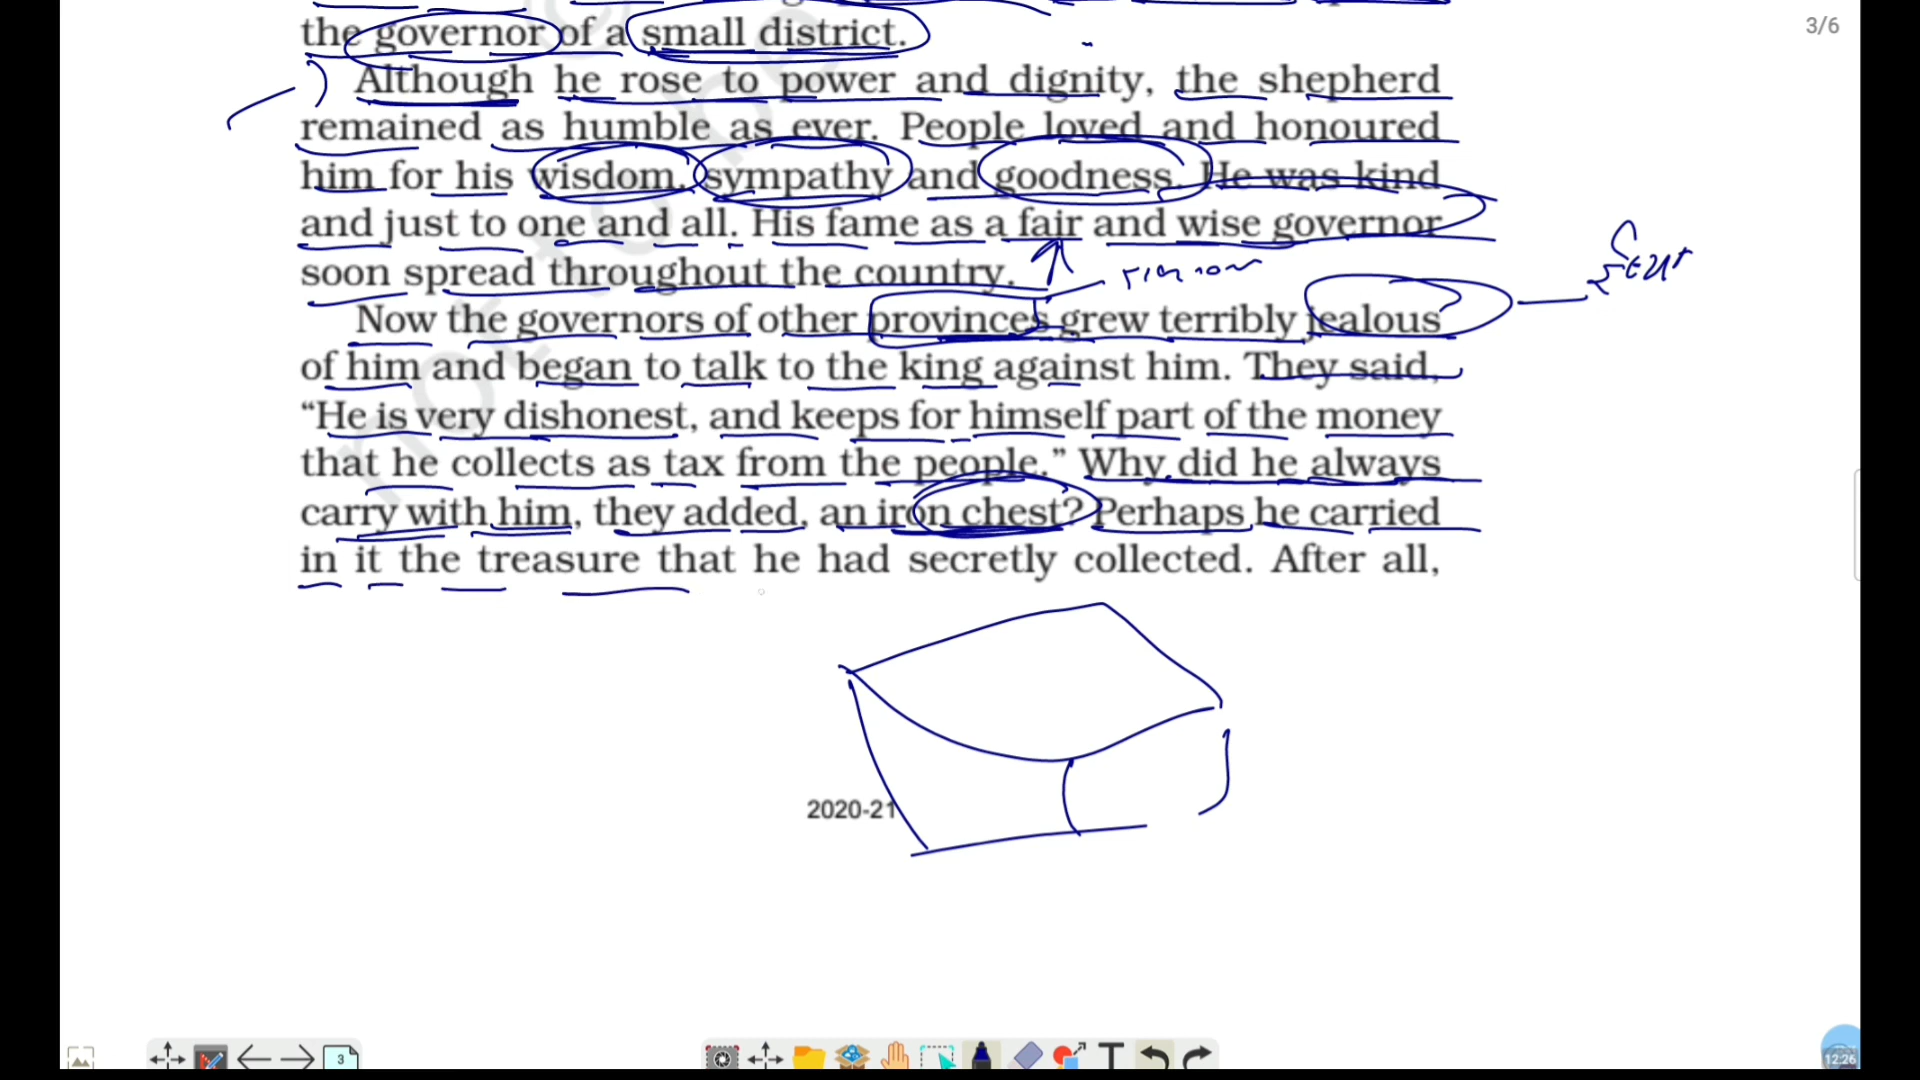 3/6
the governor of a small district.
Although he rose to power and dignity, the shepherd
remained as humble as ever. People loved and honoured
him for his wisdom, sympathy and goodness. He was kind
and just to one and all. His fame as a fair and wise governor
soon spread throughout the country.
Now the governors of other provinces grew terribly jealous
of him and began to talk to the king against him. They said,
“He is very dishonest, and keeps for himself part of the money
that he collects as tax from the people.” Why did he always
carry with him, they added, an iron chest? Perhaps he carried
in it the treasure that he had secretly collected. After all,
2020-21
3
T
12:26